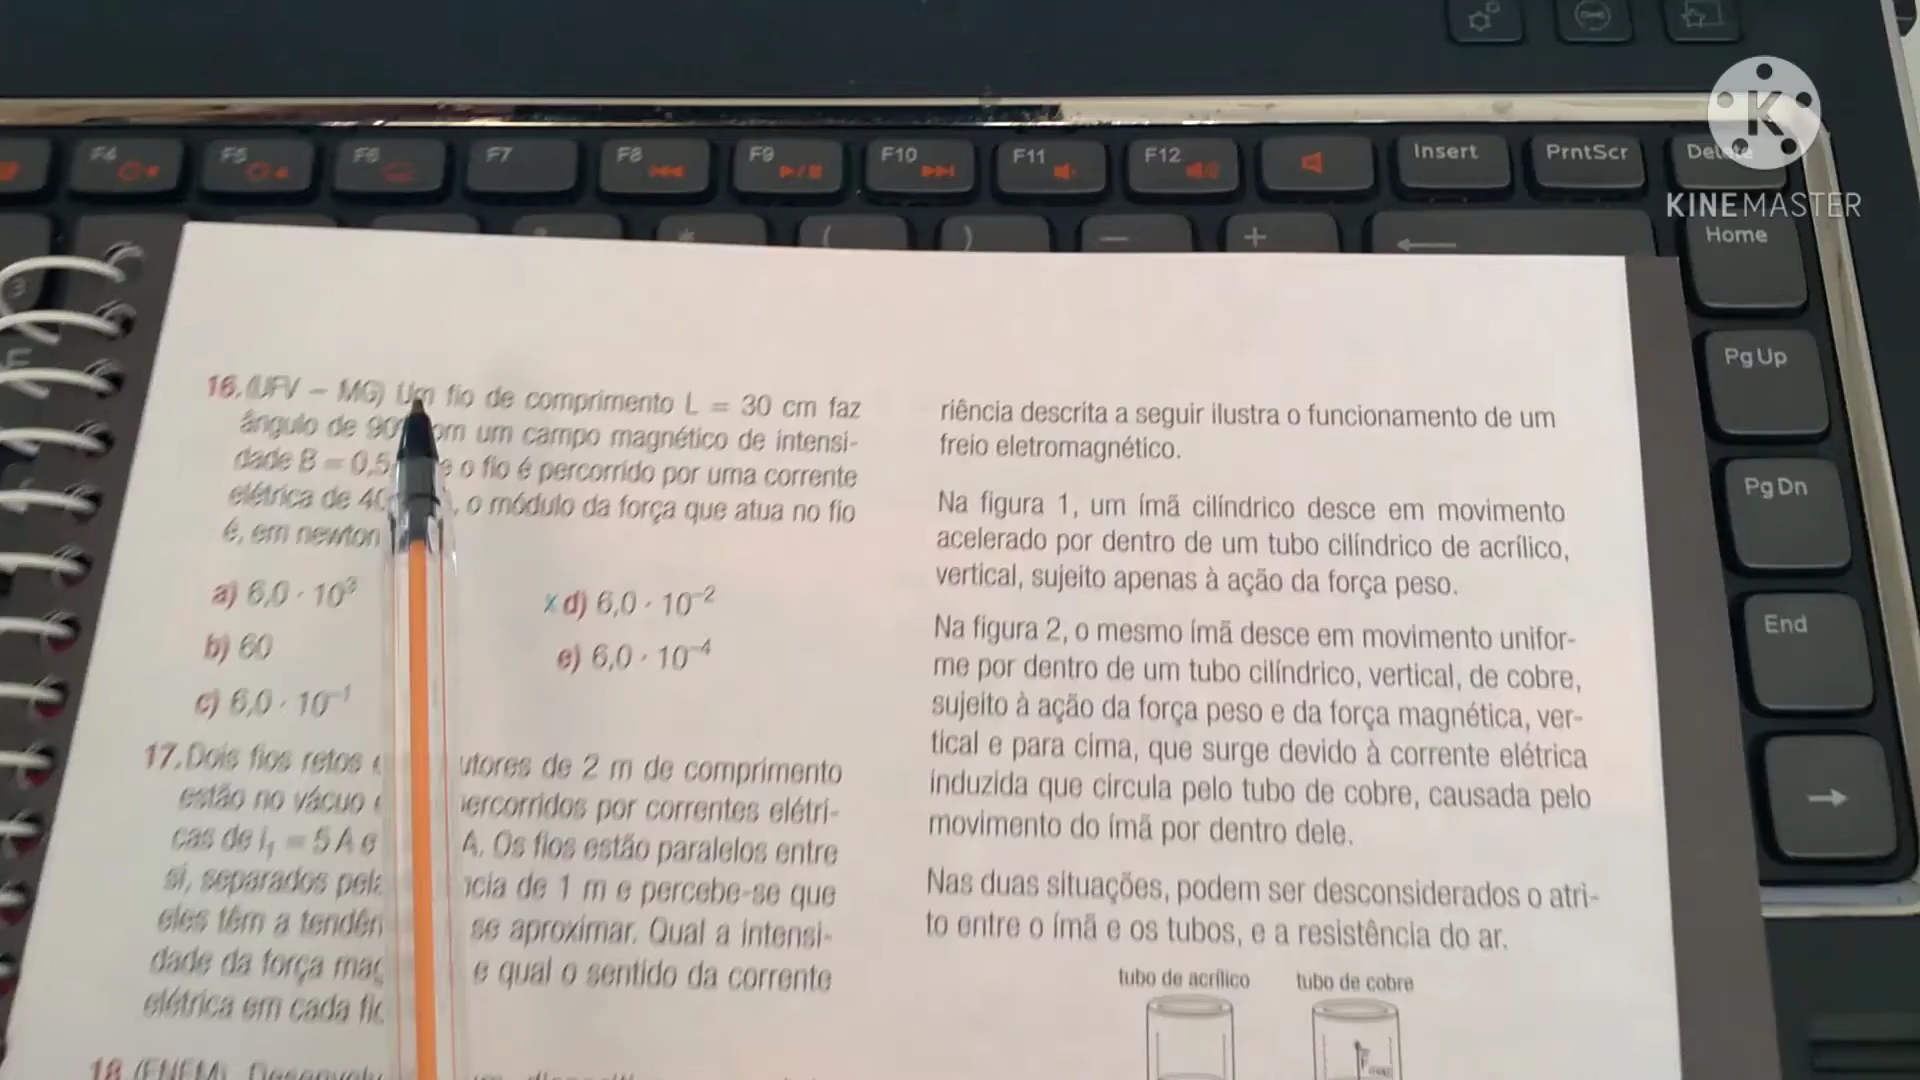 F4
F5
F6
F7
F8
F9
F10
F11
F12
Insert
PrntScr
Delete
K
KINEMASTER
Home
Pg Up
Pg Dn
End
16. (UFV – MG) Um fio de comprimento L = 30 cm faz
ângulo de 90° com um campo magnético de intensi-
dade B = 0,5 e o fio é percorrido por uma corrente
elétrica de 40 , o módulo da força que atua no fio
é, em newton
a) 6,0 · 10³
b) 60
c) 6,0 · 10⁻¹
x d) 6,0 · 10⁻²
e) 6,0 · 10⁻⁴
17. Dois fios retos utores de 2 m de comprimento
estão no vácuo percorridos por correntes elétri-
cas de i₁ = 5 A e A. Os fios estão paralelos entre
si, separados pela ncia de 1 m e percebe-se que
eles têm a tendên se aproximar. Qual a intensi-
dade da força mag e qual o sentido da corrente
elétrica em cada fio
18. (ENEM)
riência descrita a seguir ilustra o funcionamento de um
freio eletromagnético.
Na figura 1, um ímã cilíndrico desce em movimento
acelerado por dentro de um tubo cilíndrico de acrílico,
vertical, sujeito apenas à ação da força peso.
Na figura 2, o mesmo ímã desce em movimento unifor-
me por dentro de um tubo cilíndrico, vertical, de cobre,
sujeito à ação da força peso e da força magnética, ver-
tical e para cima, que surge devido à corrente elétrica
induzida que circula pelo tubo de cobre, causada pelo
movimento do ímã por dentro dele.
Nas duas situações, podem ser desconsiderados o atri-
to entre o ímã e os tubos, e a resistência do ar.
tubo de acrílico tubo de cobre